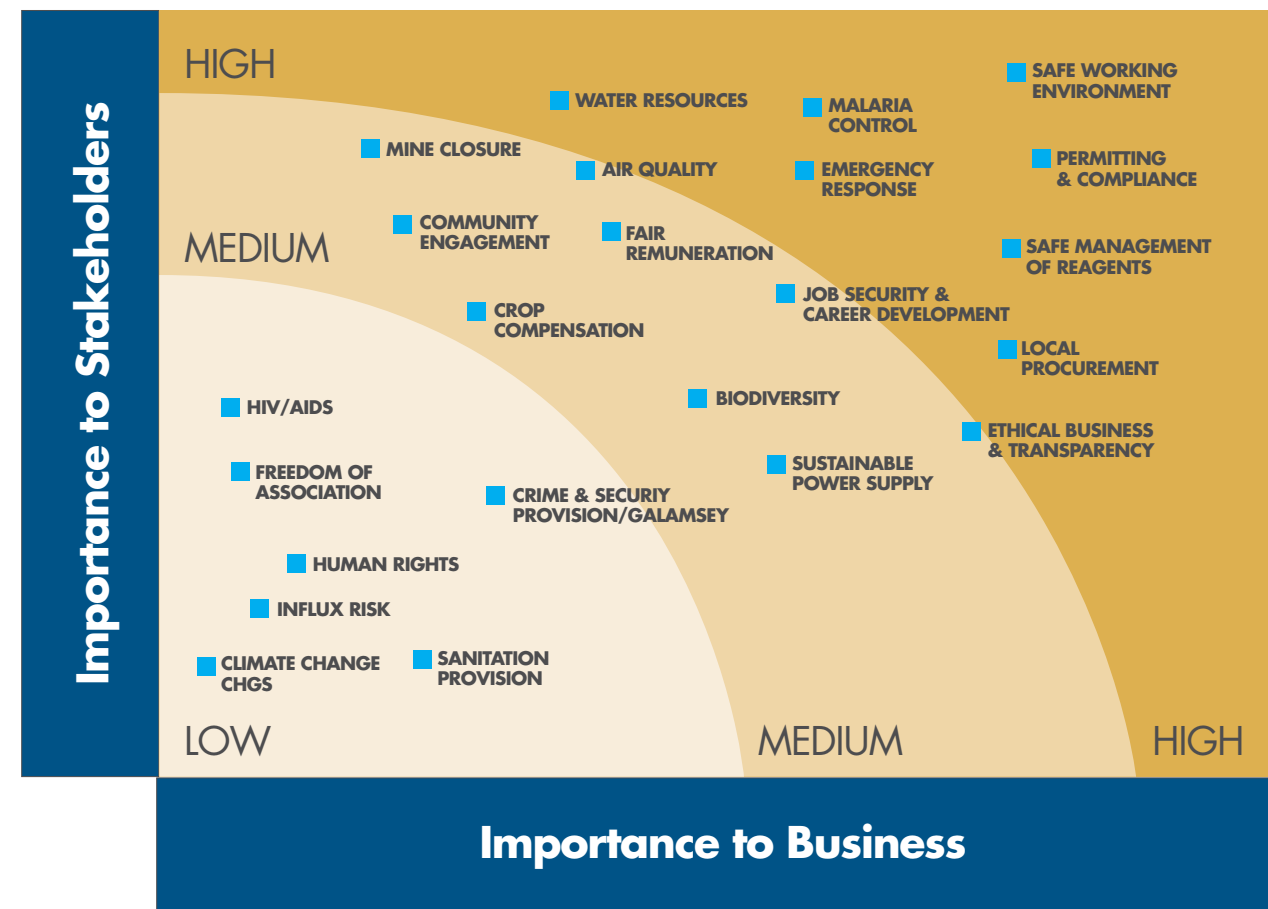 Importance to Stakeholders
HIGH
SAFE WORKING
ENVIRONMENT
WATER RESOURCES
MALARIA
CONTROL
MINE CLOSURE
AIR QUALITY
EMERGENCY
RESPONSE
PERMITTING
& COMPLIANCE
COMMUNITY
ENGAGEMENT
FAIR
REMUNERATION
MEDIUM
SAFE MANAGEMENT
OF REAGENTS
CROP
COMPENSATION
JOB SECURITY &
CAREER DEVELOPMENT
LOCAL
PROCUREMENT
HIV/AIDS
BIODIVERSITY
ETHICAL BUSINESS
& TRANSPARENCY
FREEDOM OF
ASSOCIATION
SUSTAINABLE
POWER SUPPLY
CRIME & SECURIY
PROVISION/GALAMSEY
HUMAN RIGHTS
INFLUX RISK
CLIMATE CHANGE
CHGS
SANITATION
PROVISION
LOW
MEDIUM
HIGH
Importance to Business